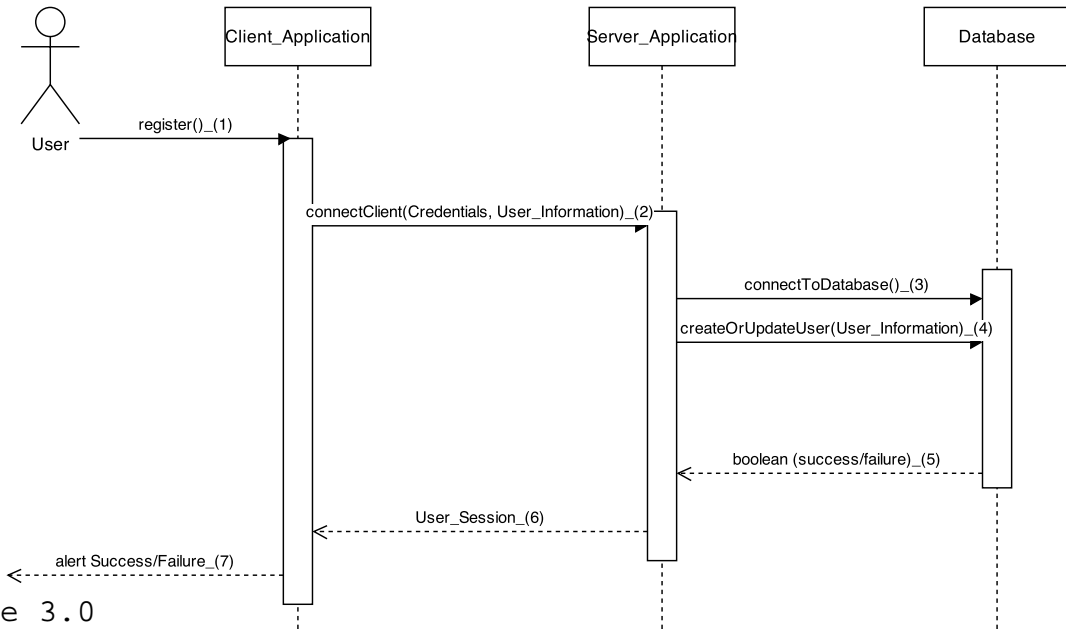 Client_Application
Server_Application
Database
User
register()_(1)
connectClient(Credentials, User_Information)_(2)
connectToDatabase()_(3)
createOrUpdateUser(User_Information)_(4)
boolean (success/failure)_(5)
User_Session_(6)
alert Success/Failure_(7)
e 3.0